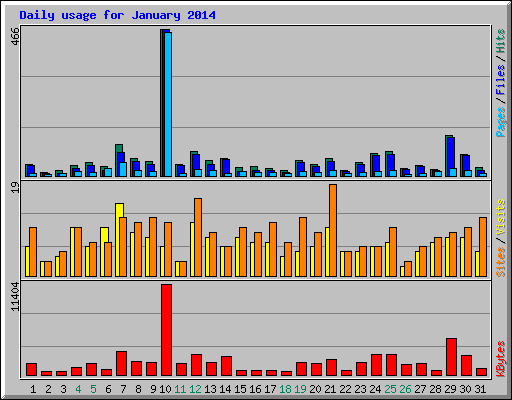 Daily usage for January 2014
466
Pages / Files / Hits
19
Sites / Visits
11404
KBytes
1 2 3 4 5 6 7 8 9 10 11 12 13 14 15 16 17 18 19 20 21 22 23 24 25 26 27 28 29 30 31